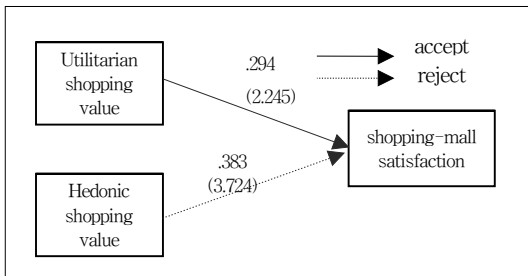 Utilitarian
shopping
value
.294
(2.245)
accept
reject
shopping-mall
satisfaction
.383
(3.724)
Hedonic
shopping
value